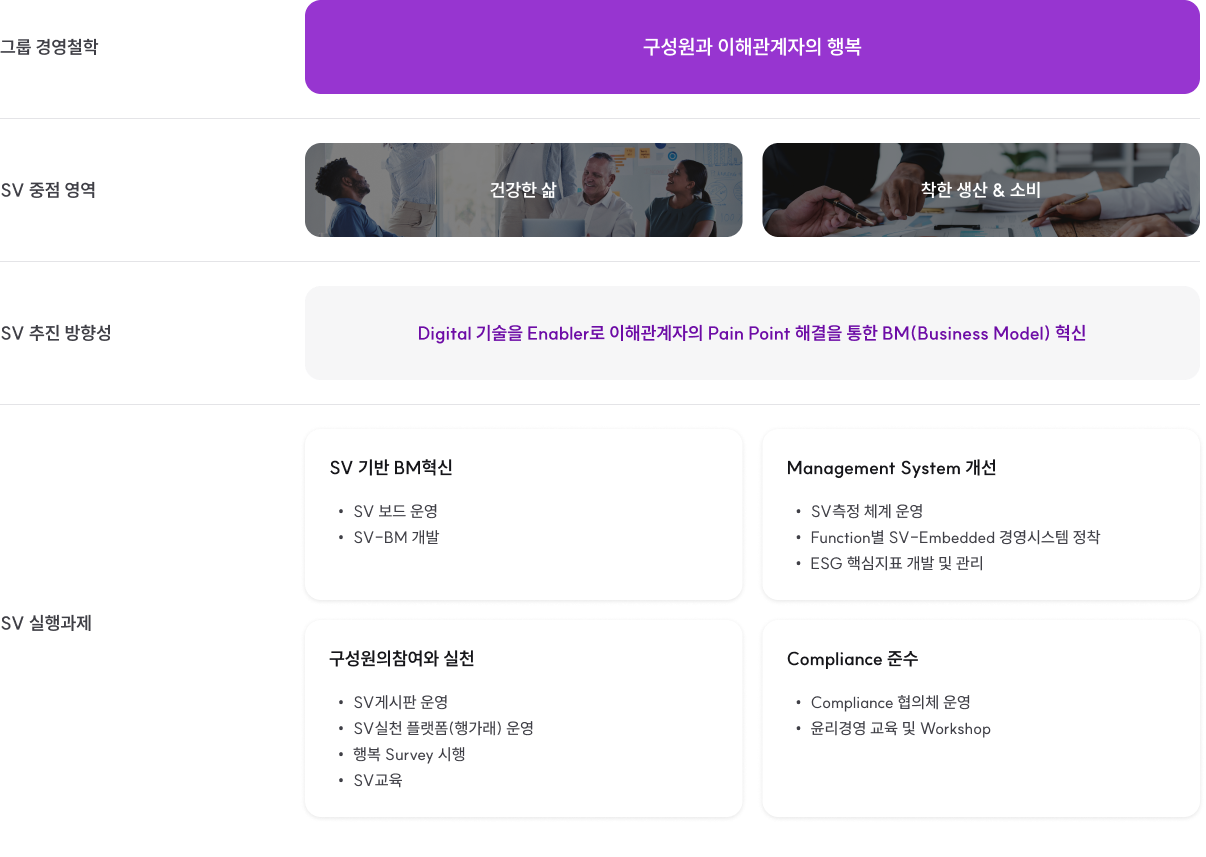 그룹 경영철학
구성원과 이해관계자의 행복
SV 중점 영역
건강한 삶
착한 생산 & 소비
SV 추진 방향성
Digital 기술을 Enabler로 이해관계자의 Pain Point 해결을 통한 BM(Business Model) 혁신
SV 실행과제
SV 기반 BM혁신
• SV 보드 운영
• SV-BM 개발
Management System 개선
• SV측정 체계 운영
• Function별 SV-Embedded 경영시스템 정착
• ESG 핵심지표 개발 및 관리
구성원의참여와 실천
• SV게시판 운영
• SV실천 플랫폼(행가래) 운영
• 행복 Survey 시행
• SV교육
Compliance 준수
• Compliance 협의체 운영
• 윤리경영 교육 및 Workshop